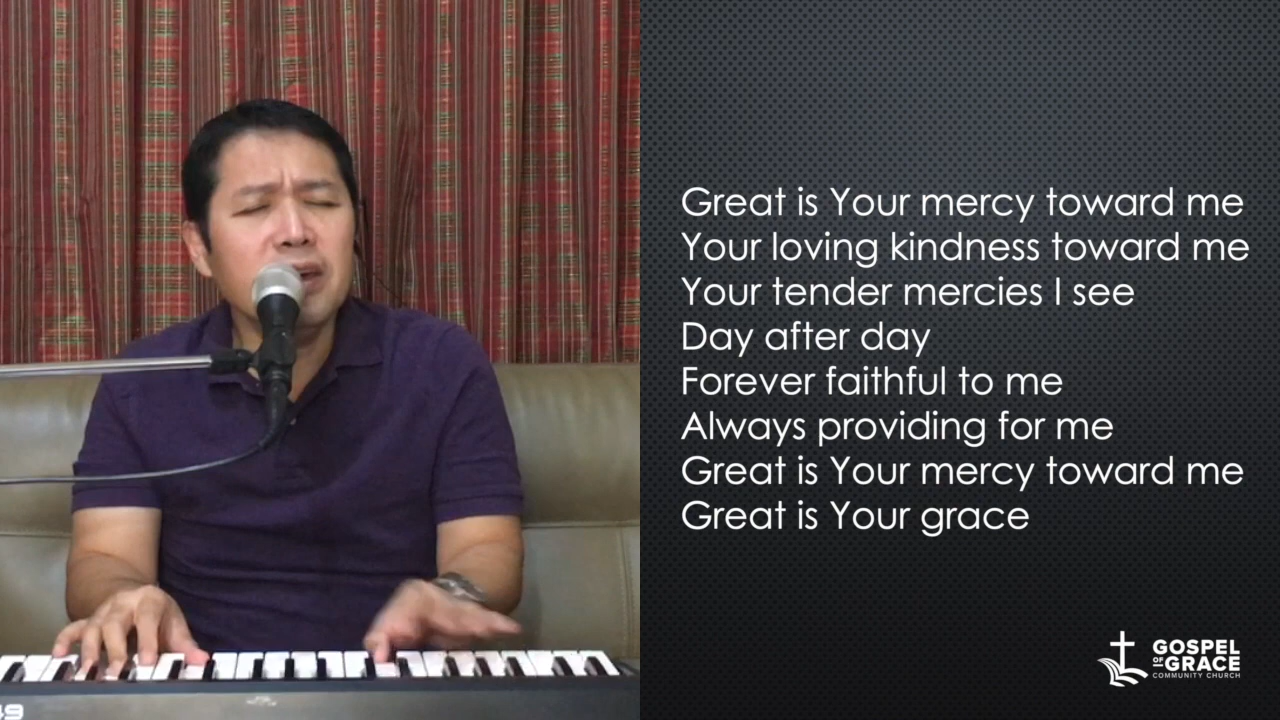 Great is Your mercy toward me
Your loving kindness toward me
Your tender mercies I see
Day after day
Forever faithful to me
Always providing for me
Great is Your mercy toward me
Great is Your grace
GOSPEL
OF GRACE
COMMUNITY CHURCH
49